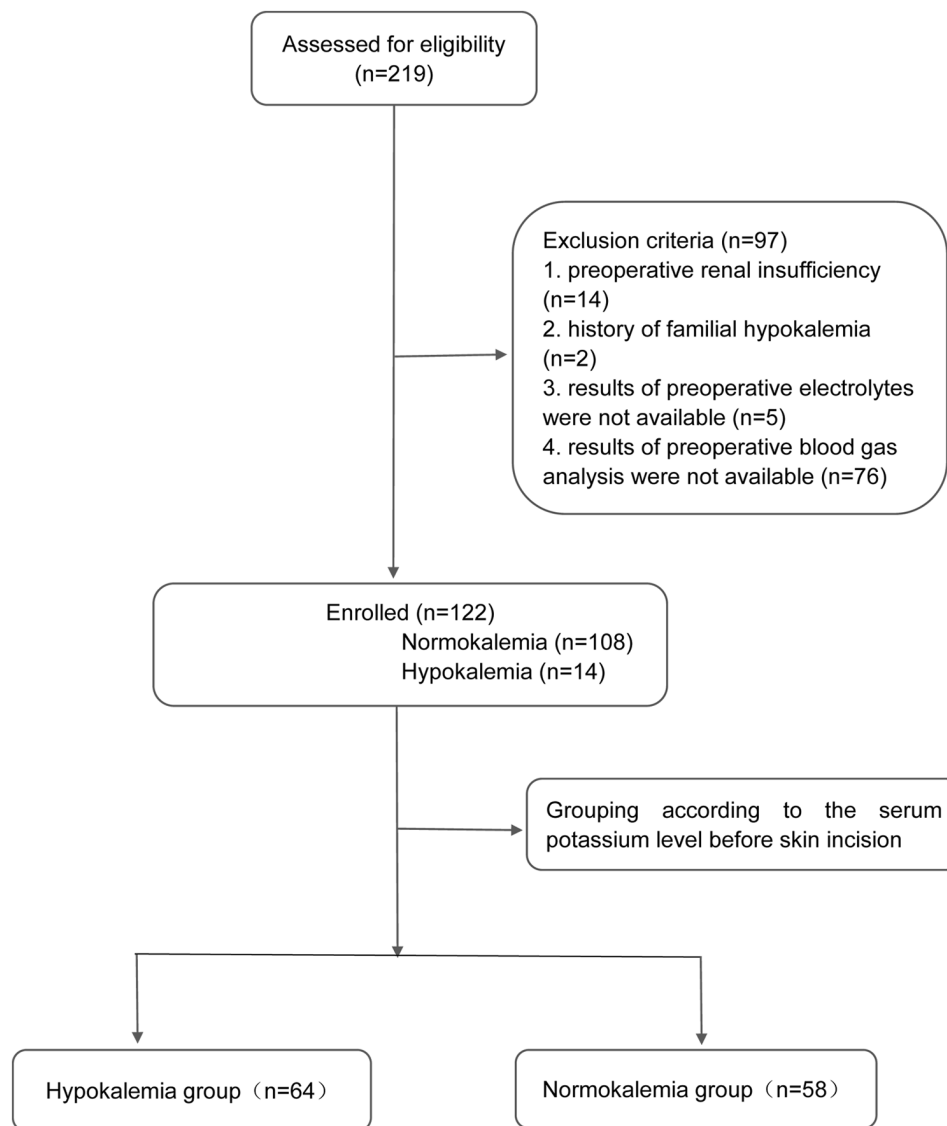 Assessed for eligibility
(n=219)
Exclusion criteria (n=97)
1. preoperative renal insufficiency
(n=14)
2. history of familial hypokalemia
(n=2)
3. results of preoperative electrolytes
were not available (n=5)
4. results of preoperative blood gas
analysis were not available (n=76)
Enrolled (n=122)
Normokalemia (n=108)
Hypokalemia (n=14)
Grouping according to the serum
potassium level before skin incision
Hypokalemia group（n=64）
Normokalemia group（n=58）